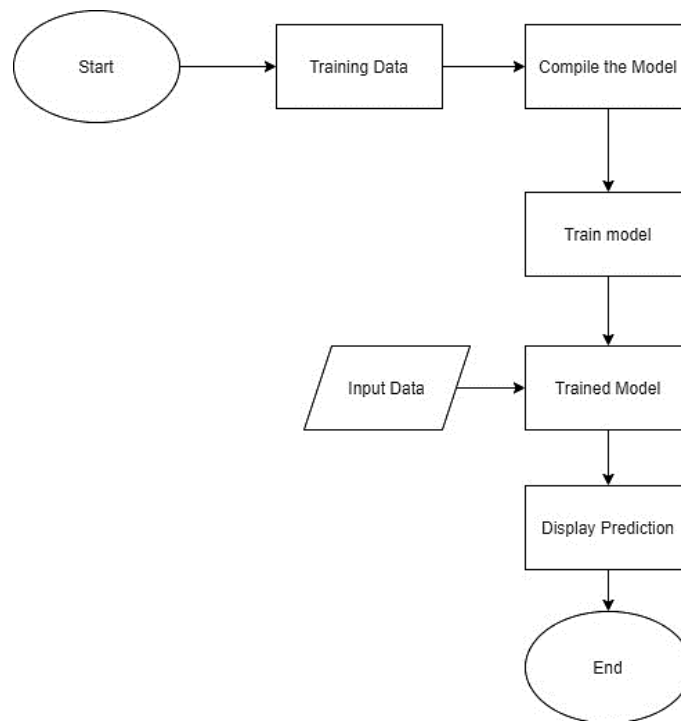 Start
Training Data
Compile the Model
Train model
Input Data
Trained Model
Display Prediction
End